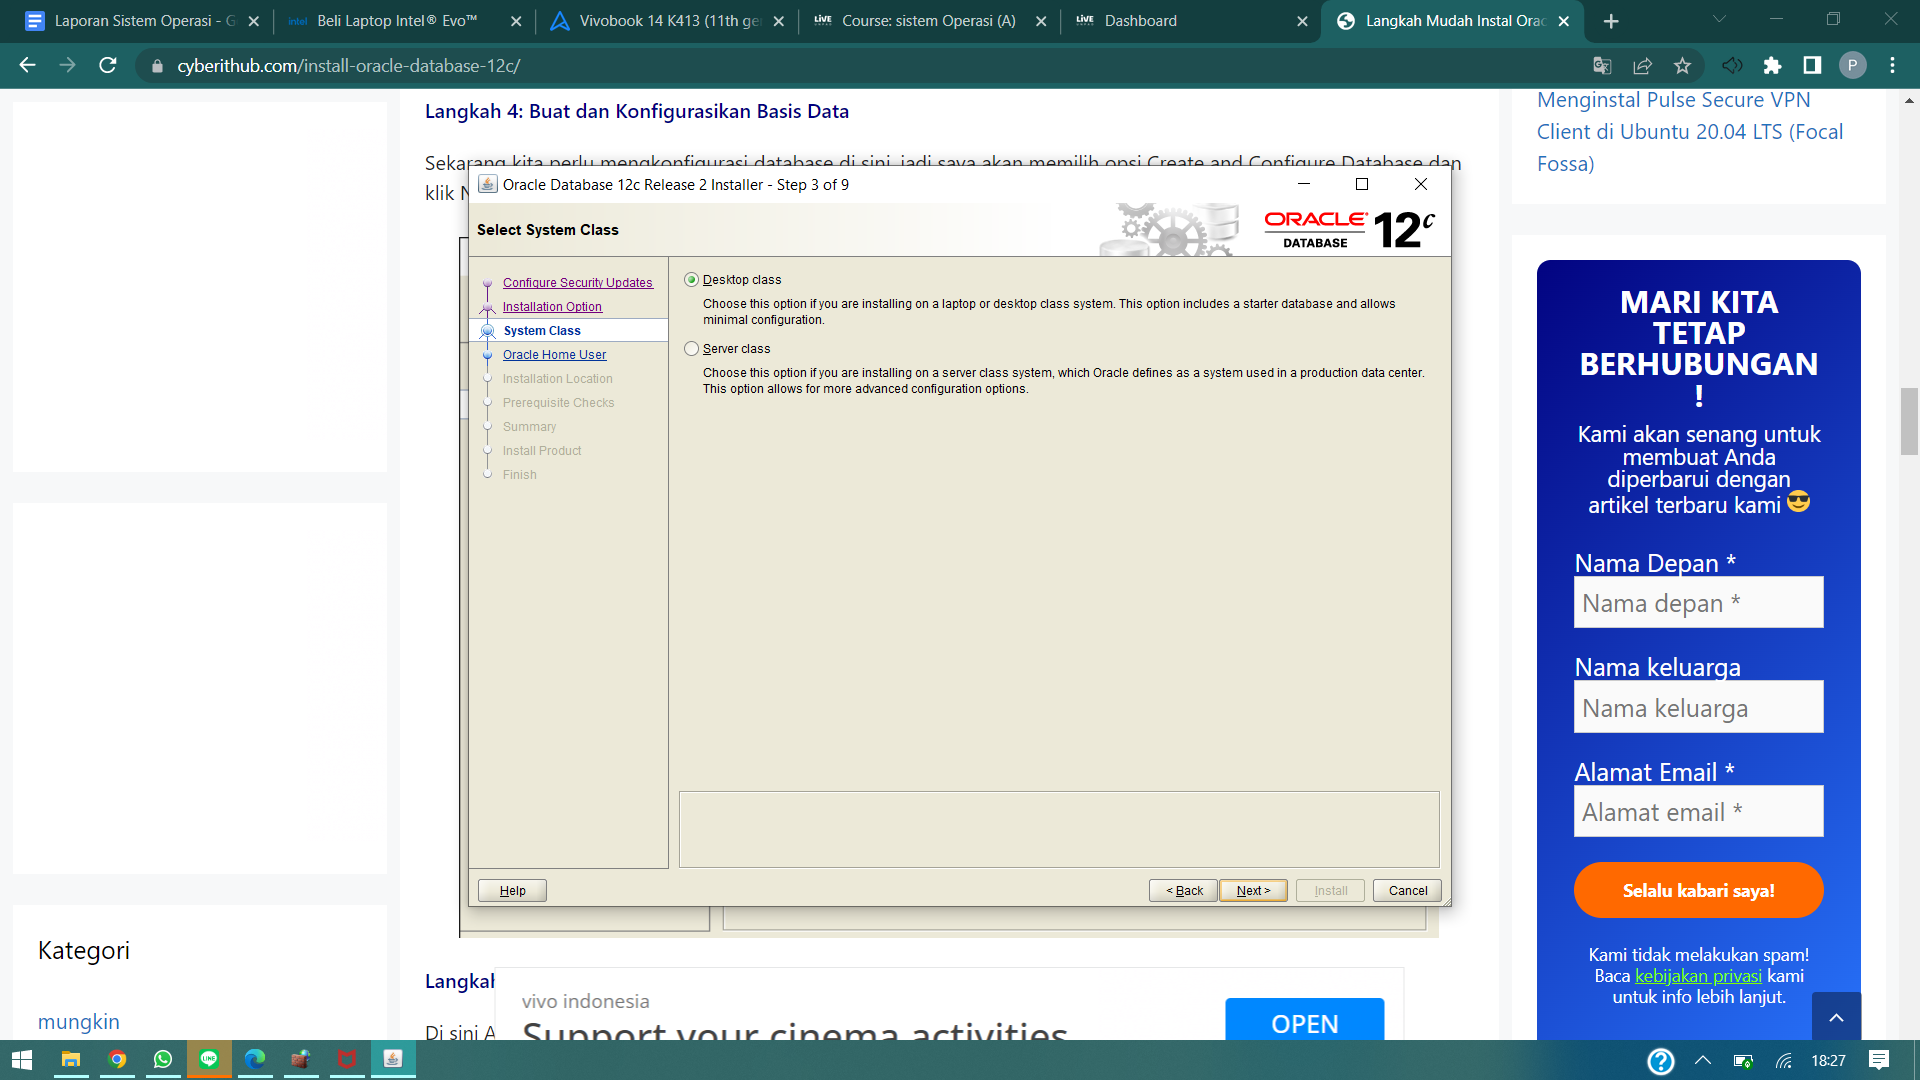 Laporan Sistem Operasi - G
intel Beli Laptop Intel® Evo™
Vivobook 14 K413 (11th ge
LIVE Course: sistem Operasi (A)
LIVE Dashboard
Langkah Mudah Instal Orac
cyberithub.com/install-oracle-database-12c/
P
Langkah 4: Buat dan Konfigurasikan Basis Data
Sekarang kita perlu mengkonfigurasi database di sini, jadi saya akan memilih opsi Create and Configure Database dan
klik N
Oracle Database 12c Release 2 Installer - Step 3 of 9
Select System Class
ORACLE
DATABASE
12c
Configure Security Updates
Installation Option
System Class
Oracle Home User
Installation Location
Prerequisite Checks
Summary
Install Product
Finish
Desktop class
Choose this option if you are installing on a laptop or desktop class system. This option includes a starter database and allows
minimal configuration.
Server class
Choose this option if you are installing on a server class system, which Oracle defines as a system used in a production data center.
This option allows for more advanced configuration options.
Help
< Back
Next >
Install
Cancel
Kategori
mungkin
Langkah
Di sini A
vivo indonesia
Support your cinema activities
OPEN
Menginstal Pulse Secure VPN
Client di Ubuntu 20.04 LTS (Focal
Fossa)
MARI KITA
TETAP
BERHUBUNGAN
!
Kami akan senang untuk
membuat Anda
diperbarui dengan
artikel terbaru kami 😎
Nama Depan *
Nama depan *
Nama keluarga
Nama keluarga
Alamat Email *
Alamat email *
Selalu kabari saya!
Kami tidak melakukan spam!
Baca kebijakan privasi kami
untuk info lebih lanjut.
LINE
18:27